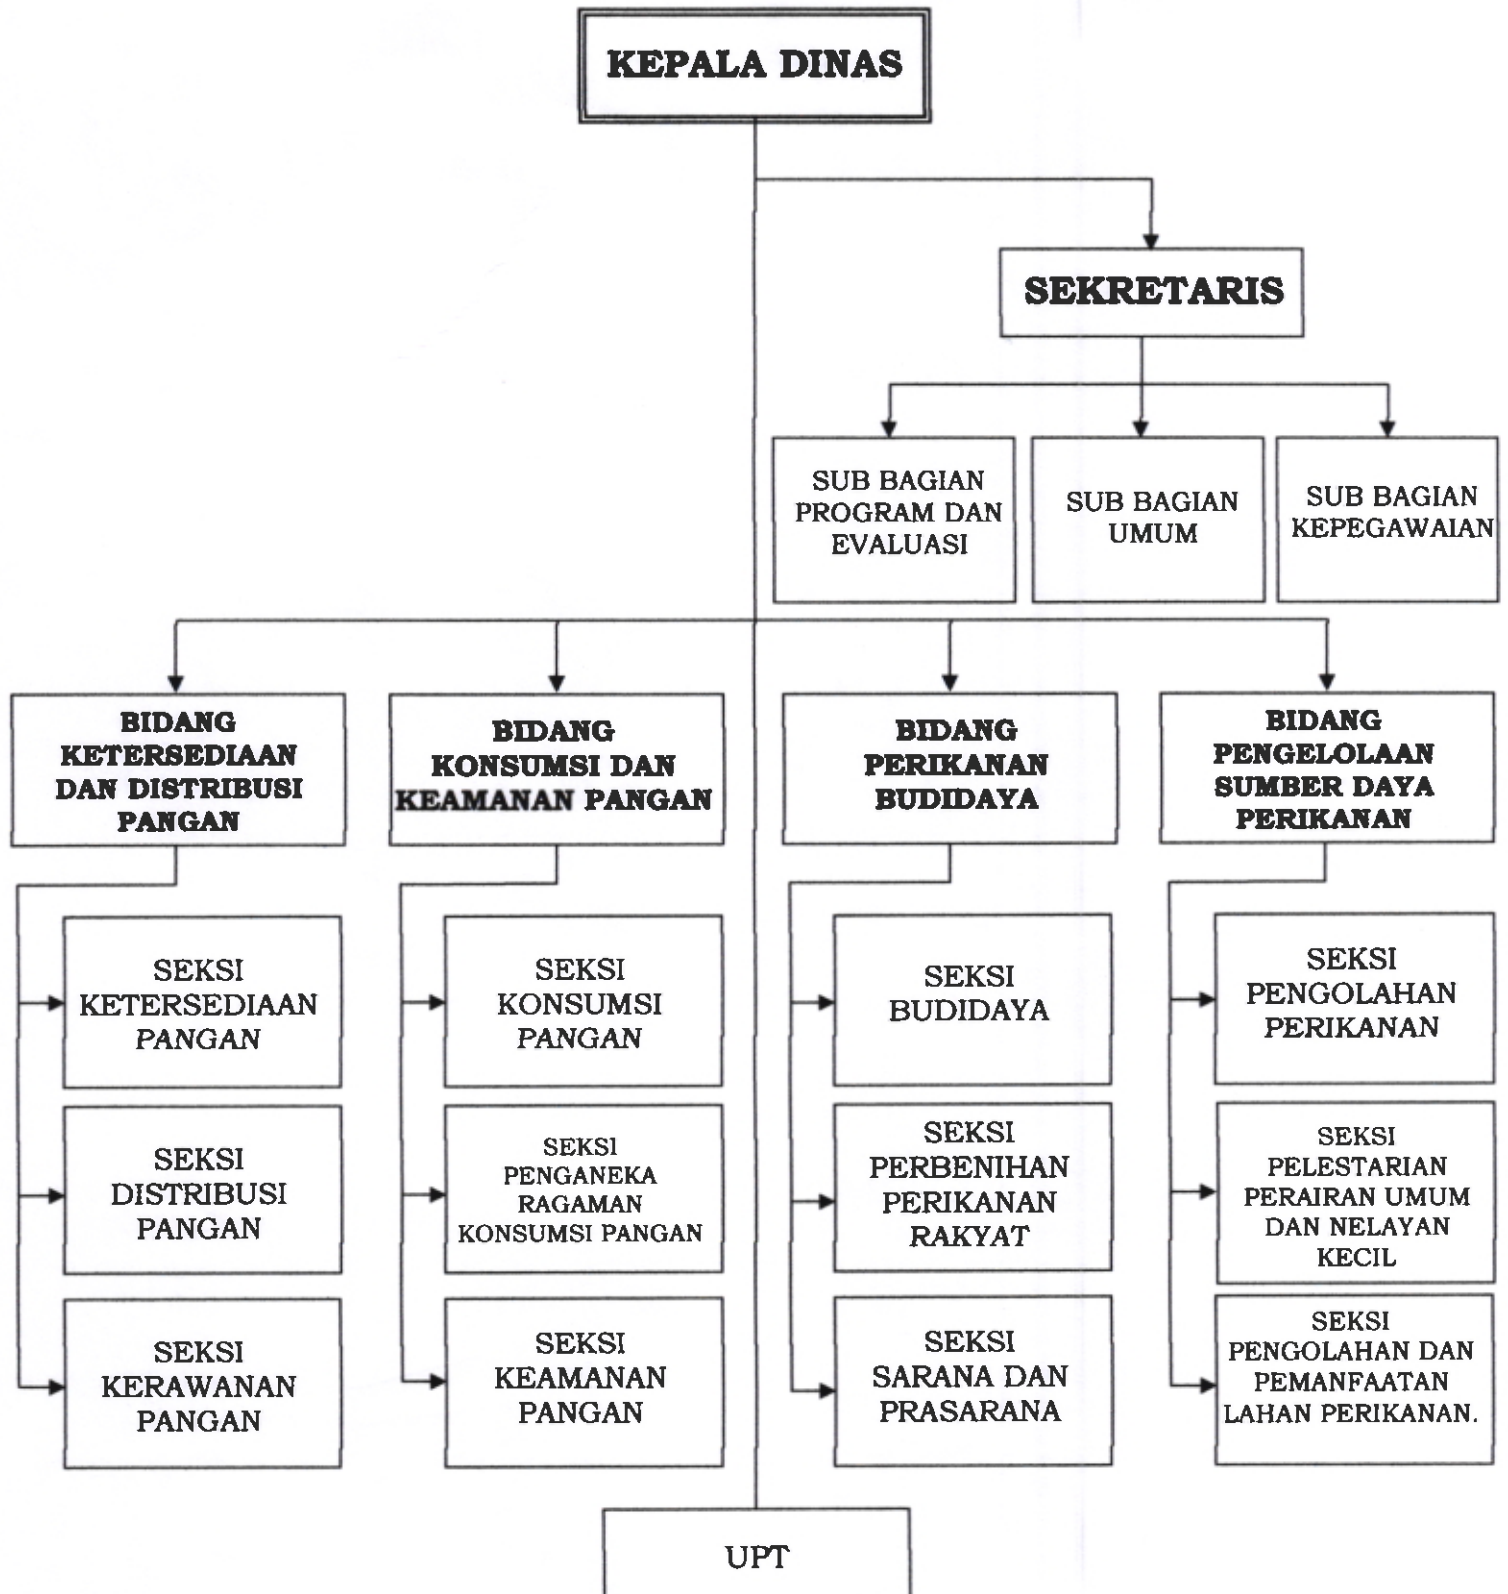 KEPALA DINAS
SEKRETARIS
SUB BAGIAN
PROGRAM DAN
EVALUASI
SUB BAGIAN
UMUM
SUB BAGIAN
KEPEGAWAIAN
BIDANG
KETERSEDIAAN
DAN DISTRIBUSI
PANGAN
BIDANG
KONSUMSI DAN
KEAMANAN PANGAN
BIDANG
PERIKANAN
BUDIDAYA
BIDANG
PENGELOLAAN
SUMBER DAYA
PERIKANAN
SEKSI
KETERSEDIAAN
PANGAN
SEKSI
KONSUMSI
PANGAN
SEKSI
BUDIDAYA
SEKSI
PENGOLAHAN
PERIKANAN
SEKSI
DISTRIBUSI
PANGAN
SEKSI
PENGANEKA
RAGAMAN
KONSUMSI PANGAN
SEKSI
PERBENIHAN
PERIKANAN
RAKYAT
SEKSI
PELESTARIAN
PERAIRAN UMUM
DAN NELAYAN
KECIL
SEKSI
KERAWANAN
PANGAN
SEKSI
KEAMANAN
PANGAN
SEKSI
SARANA DAN
PRASARANA
SEKSI
PENGOLAHAN DAN
PEMANFAATAN
LAHAN PERIKANAN.
UPT